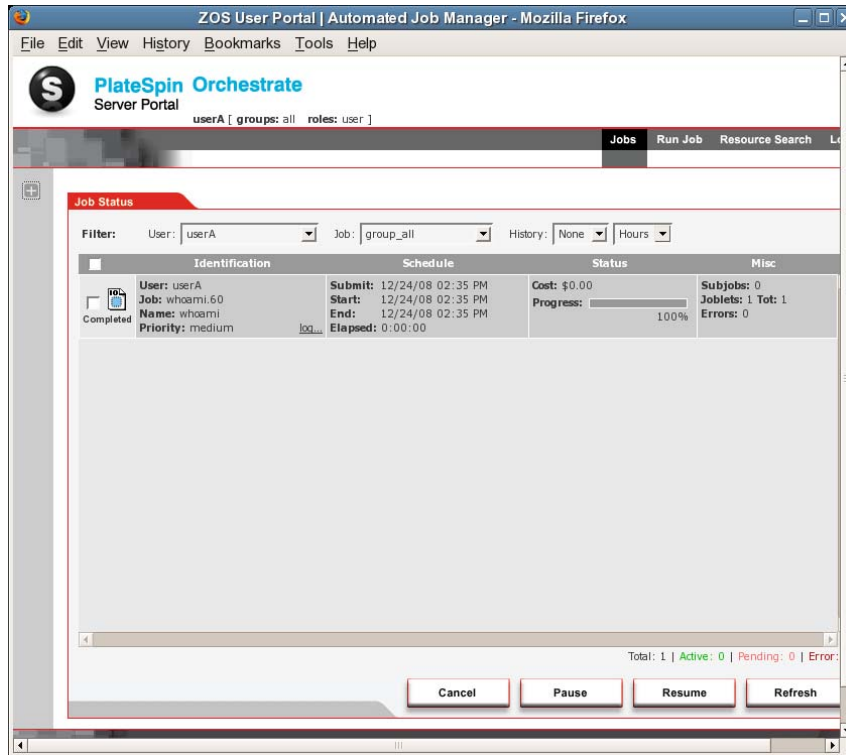 ZOS User Portal | Automated Job Manager - Mozilla Firefox
File Edit View History Bookmarks Tools Help
S
PlateSpin Orchestrate
Server Portal
userA [ groups: all roles: user ]
Jobs Run Job Resource Search
Job Status
Filter: User: userA Job: group_all History: None Hours
Identification Schedule Status Misc
Completed
User: userA
Job: whoami.60
Name: whoami
Priority: medium log...
Submit: 12/24/08 02:35 PM
Start: 12/24/08 02:35 PM
End: 12/24/08 02:35 PM
Elapsed: 0:00:00
Cost: $0.00
Progress:
100%
Subjobs: 0
Joblets: 1 Tot: 1
Errors: 0
Total: 1 | Active: 0 | Pending: 0 | Error:
Cancel Pause Resume Refresh